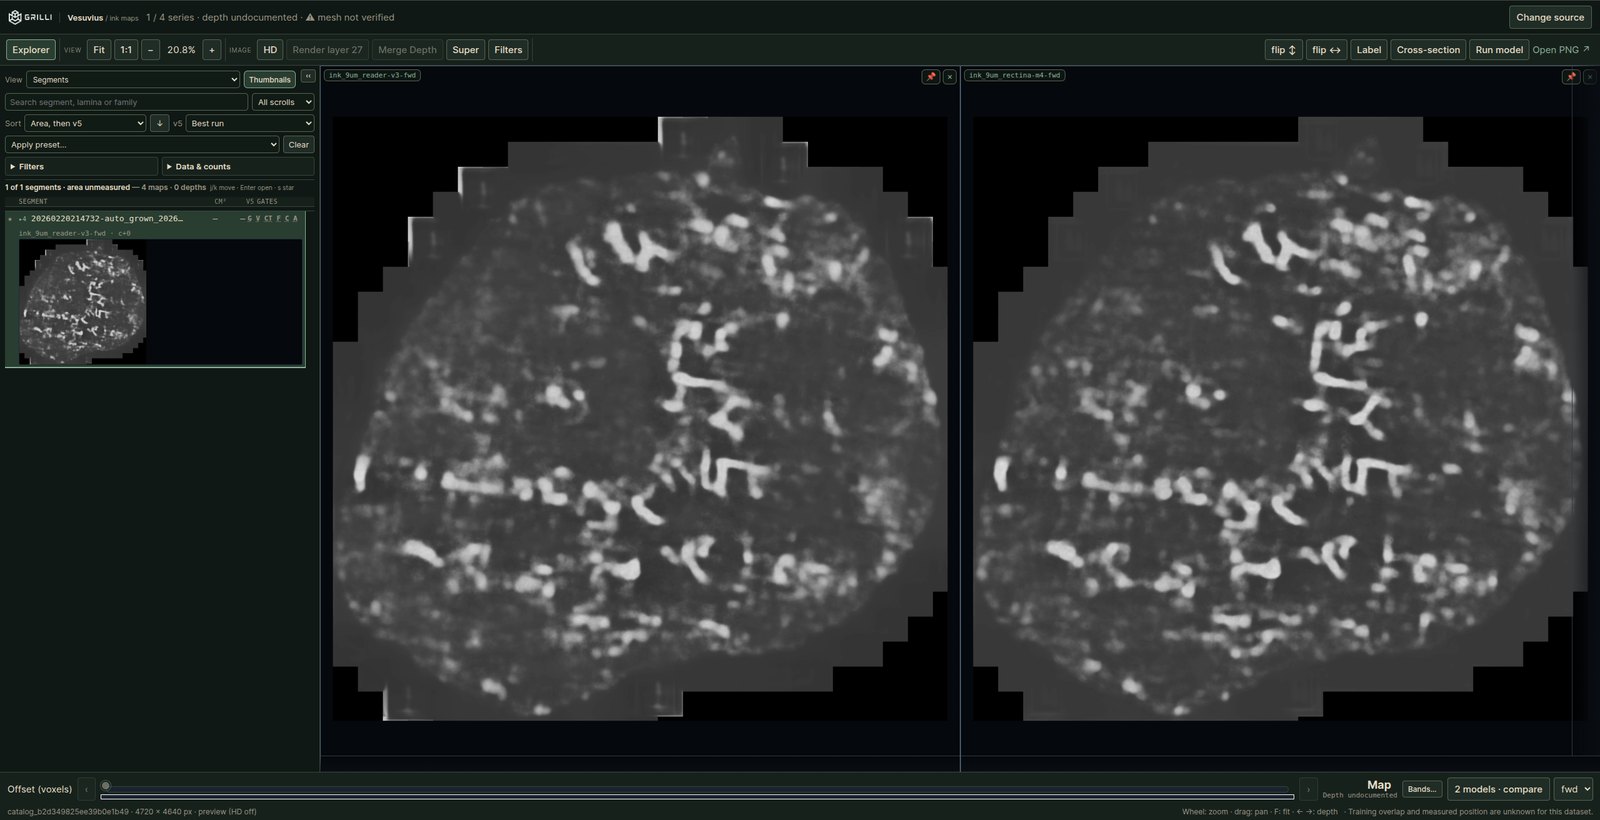 GRILLI Vesuvius / ink maps 1 / 4 series · depth undocumented · ⚠ mesh not verified Change source
Explorer VIEW Fit 1:1 − 20.8% + IMAGE HD Render layer 27 Merge Depth Super Filters flip ↕ flip ↔ Label Cross-section Run model Open PNG ↗
View Segments Thumbnails «
Search segment, lamina or family All scrolls
Sort Area, then v5 ↓ v5 Best run
Apply preset... Clear
▸ Filters ▸ Data & counts
1 of 1 segments · area unmeasured — 4 maps · 0 depths j/k move · Enter open · s star
SEGMENT CM² V5 GATES
▸4 20260220214732-auto_grown_2026… — — G V CT F C A
ink_9um_reader-v3-fwd · c+0
ink_9um_reader-v3-fwd ×
ink_9um_rectina-m4-fwd ×
Offset (voxels) ‹ › Map Depth undocumented Bands... 2 models · compare fwd
catalog_b2d349825ee39b0e1b49 · 4720 × 4640 px · preview (HD off) Wheel: zoom · drag: pan · F: fit · ← →: depth · Training overlap and measured position are unknown for this dataset.